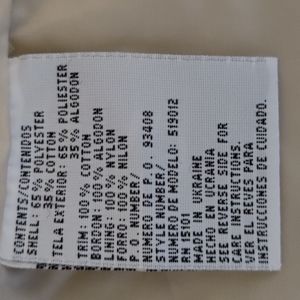 CONTENTS/CONTENIDOS
SHELL: 65% POLYESTER
35% COTTON
TELA EXTERIOR: 65% POLIESTER
35% ALGODON
TRIM: 100% COTTON
BORDON: 100% ALGODON
LINING: 100% NYLON
FORRO: 100% NILON
P.O. NUMBER/
NUMERO DE P.O. 93408
STYLE NUMBER/
NUMERO DE MODELO: 519012
RN 15101
MADE IN UKRAINE
HECHO EN UCRANIA
SEE REVERSE SIDE FOR
CARE INSTRUCTIONS.
VER EL REVES PARA
INSTRUCCIONES DE CUIDADO.